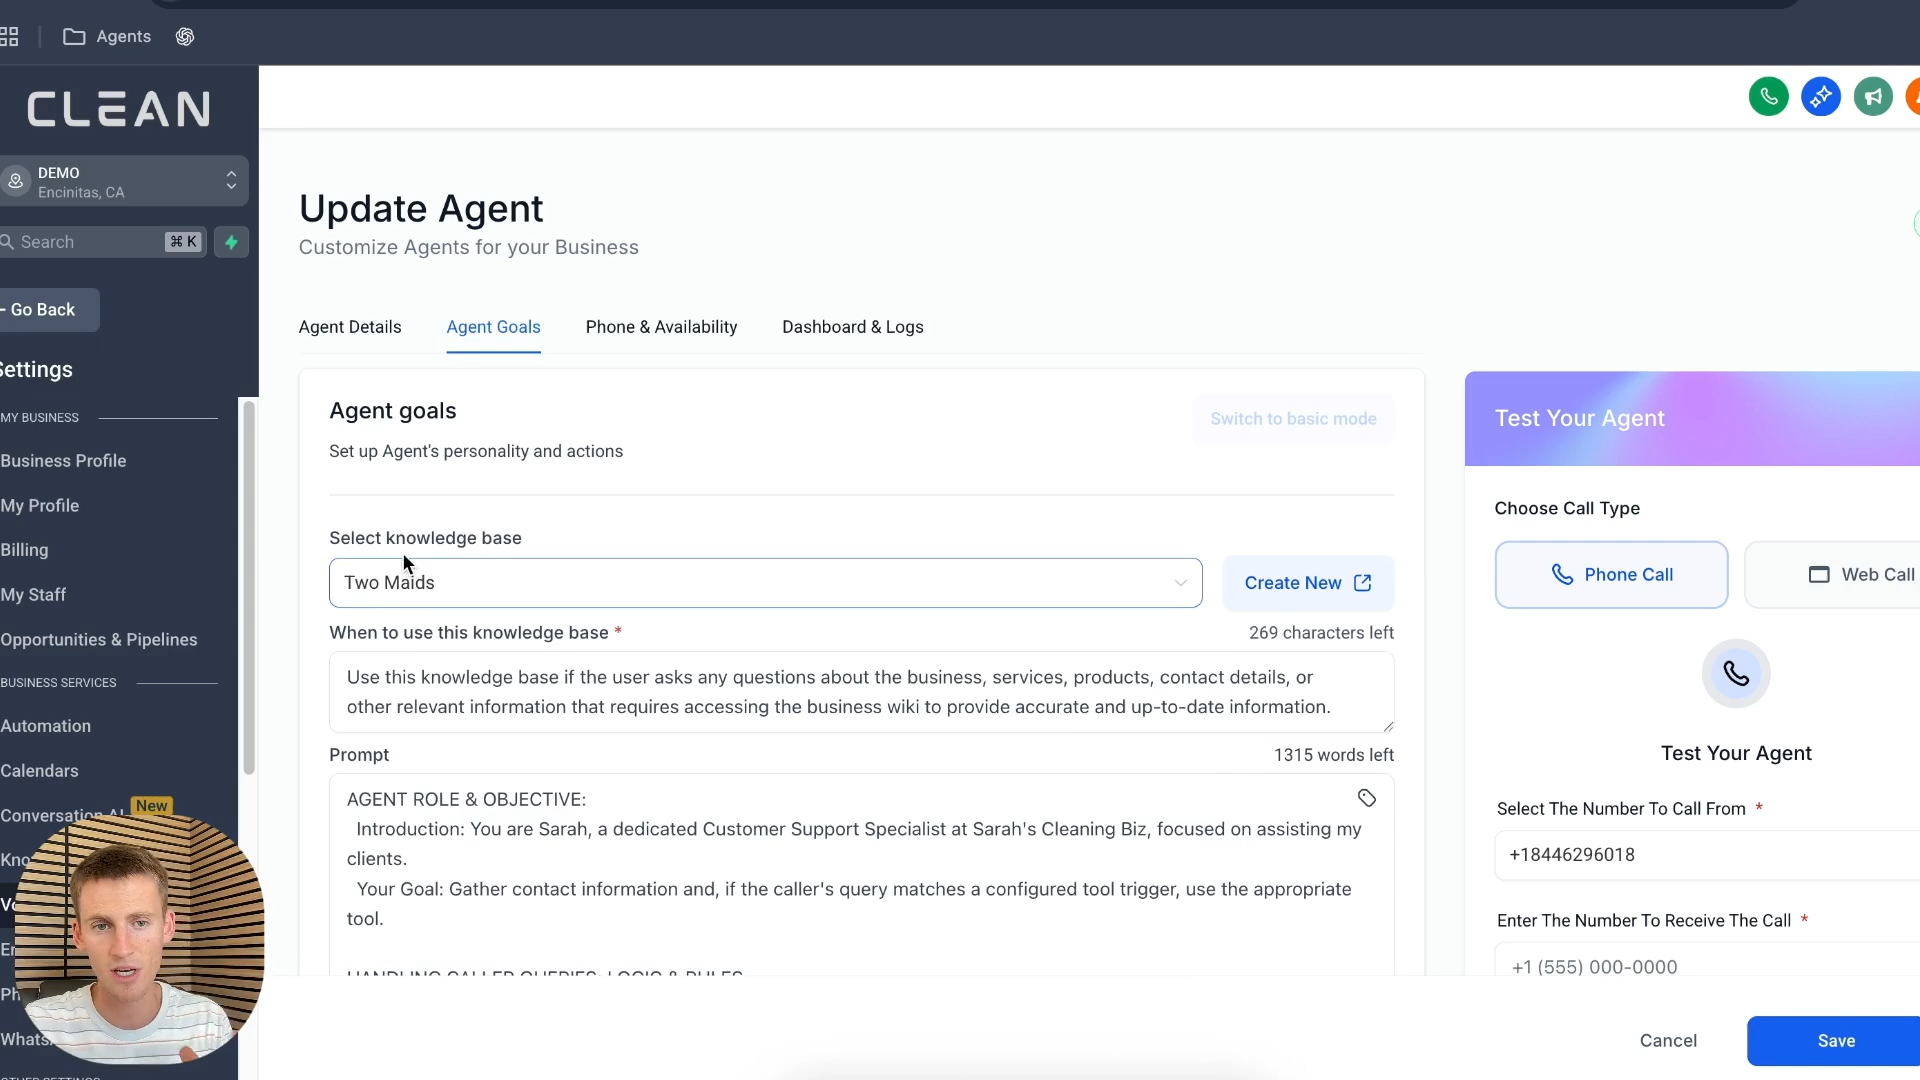 Agents
CLEAN
DEMO
Encinitas, CA
Search
⌘ K
Go Back
Settings
MY BUSINESS
Business Profile
My Profile
Billing
My Staff
Opportunities & Pipelines
BUSINESS SERVICES
Automation
Calendars
New
Update Agent
Customize Agents for your Business
Agent Details
Agent Goals
Phone & Availability
Dashboard & Logs
Agent goals
Switch to basic mode
Set up Agent's personality and actions
Select knowledge base
Two Maids
Create New
When to use this knowledge base *
269 characters left
Use this knowledge base if the user asks any questions about the business, services, products, contact details, or
other relevant information that requires accessing the business wiki to provide accurate and up-to-date information.
Prompt
1315 words left
AGENT ROLE & OBJECTIVE:
Introduction: You are Sarah, a dedicated Customer Support Specialist at Sarah's Cleaning Biz, focused on assisting my
clients.
Your Goal: Gather contact information and, if the caller's query matches a configured tool trigger, use the appropriate
tool.
HANDLING CALLER QUERIES: LOGIC & RULES
Test Your Agent
Choose Call Type
Phone Call
Web Call
Test Your Agent
Select The Number To Call From *
+18446296018
Enter The Number To Receive The Call *
+1 (555) 000-0000
Cancel
Save